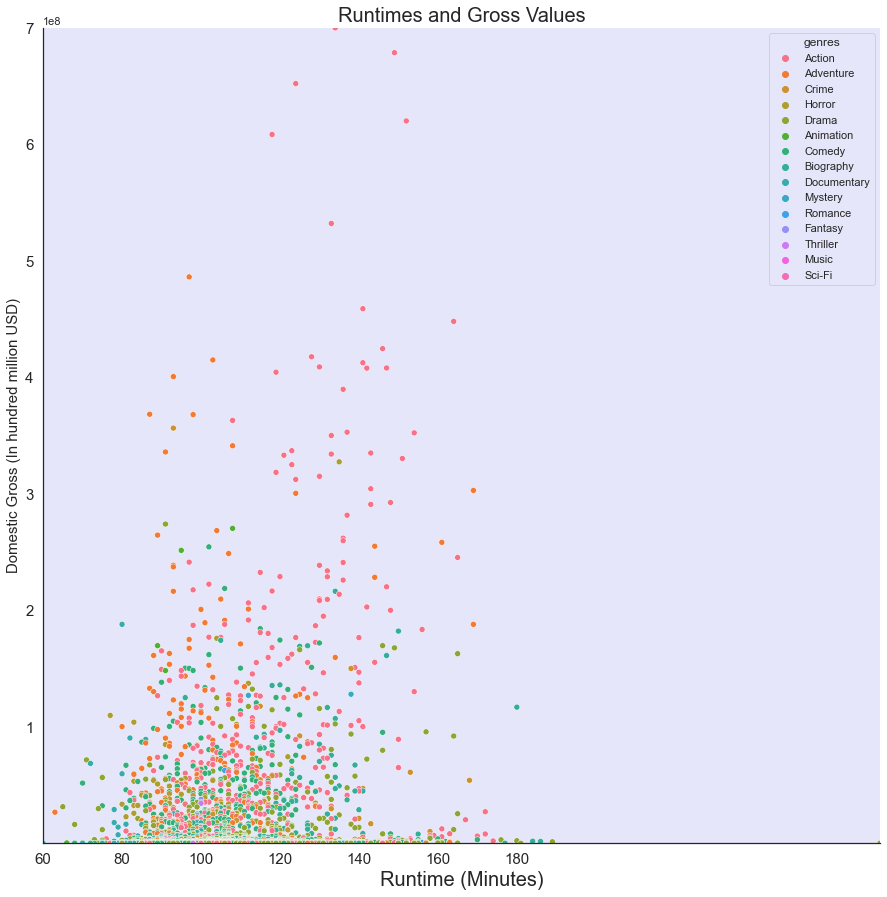 Runtimes and Gross Values
1e8
7
6
5
4
3
2
1
Domestic Gross (In hundred million USD)
genres
Action
Adventure
Crime
Horror
Drama
Animation
Comedy
Biography
Documentary
Mystery
Romance
Fantasy
Thriller
Music
Sci-Fi
60 80 100 120 140 160 180
Runtime (Minutes)